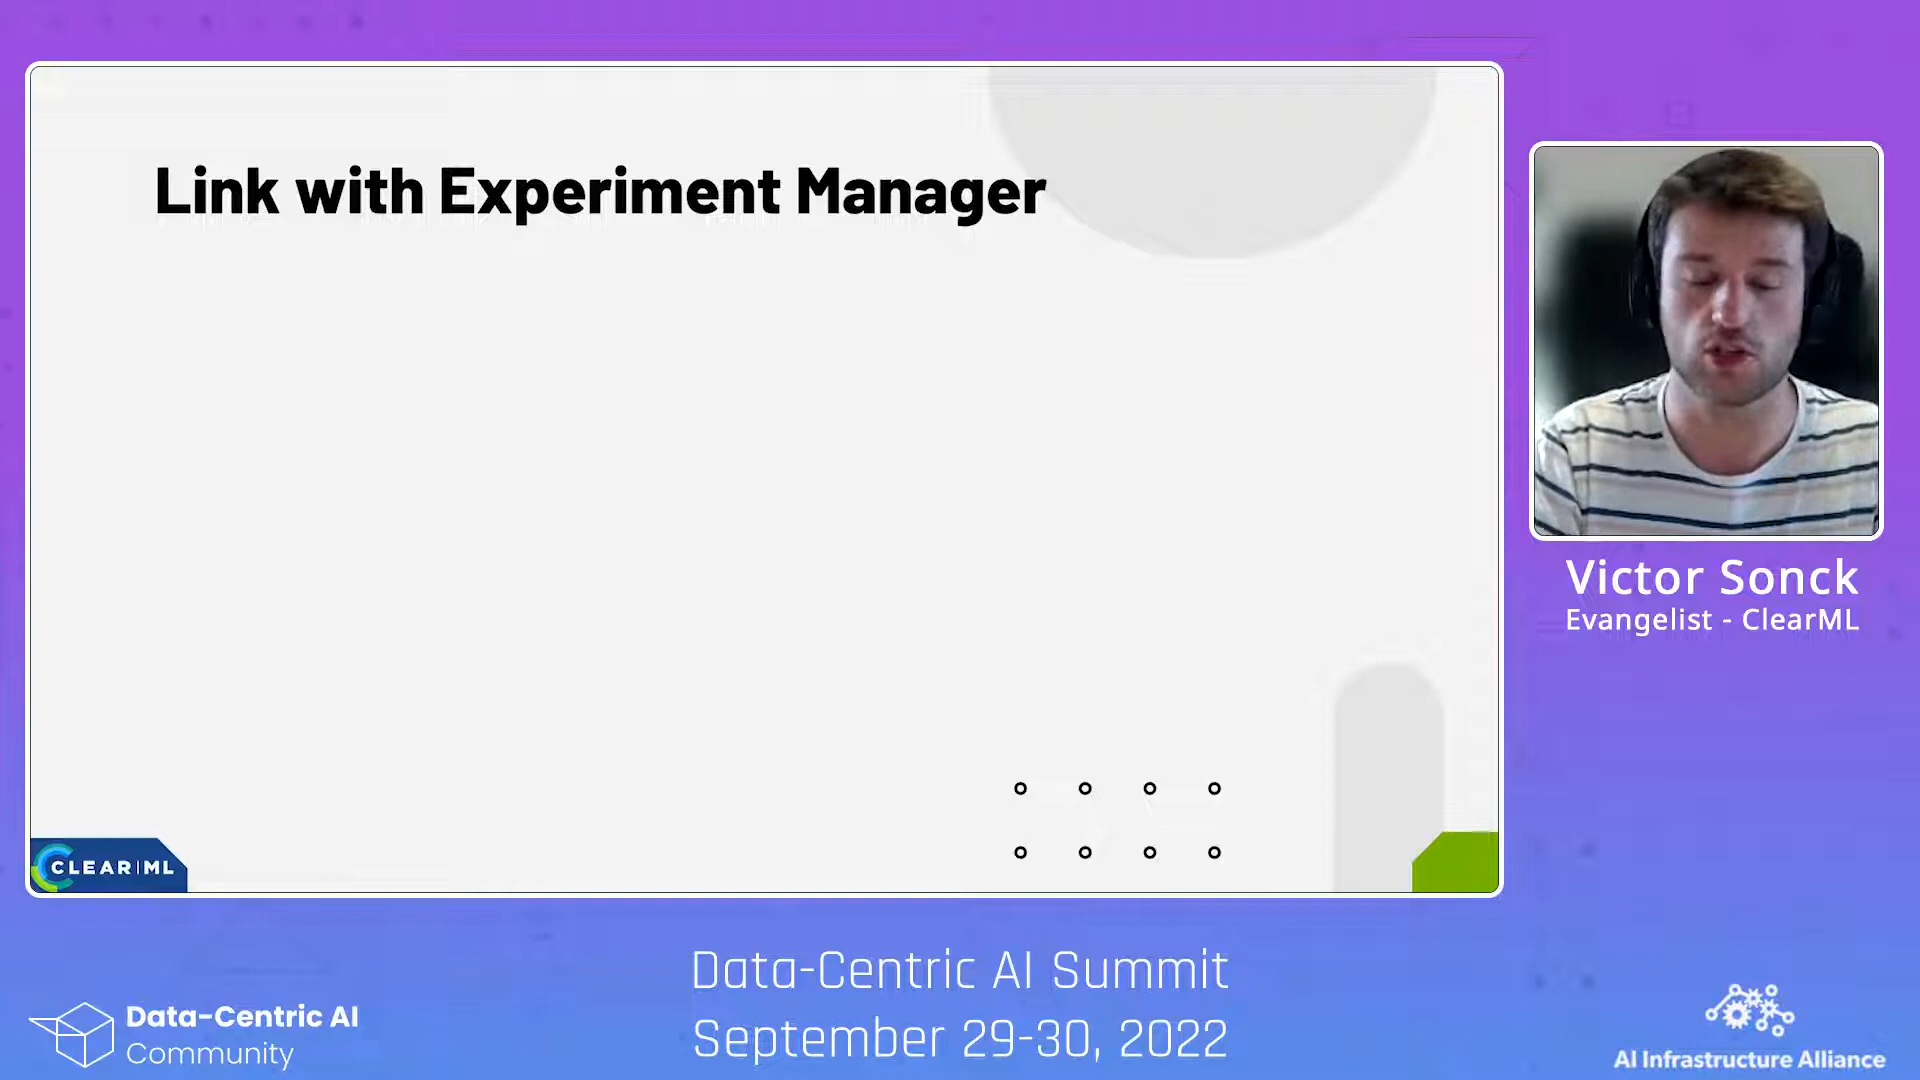 Link with Experiment Manager
CLEAR|ML
Victor Sonck
Evangelist - ClearML
Data-Centric AI Summit
September 29-30, 2022
Data-Centric AI
Community
AI Infrastructure Alliance